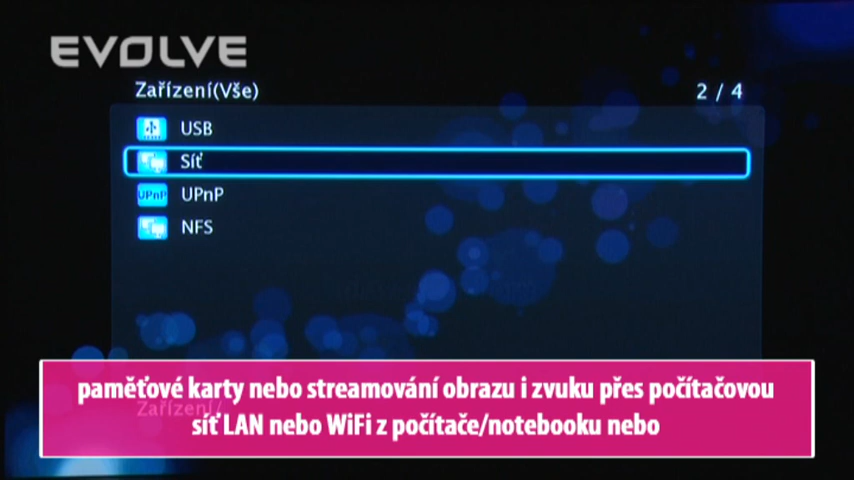 EVOLVE
Zařízení(Vše) 2 / 4
USB
Síť
UPnP UPnP
NFS
paměťové karty nebo streamování obrazu i zvuku přes počítačovou
Zařízení/
síť LAN nebo WiFi z počítače/notebooku nebo